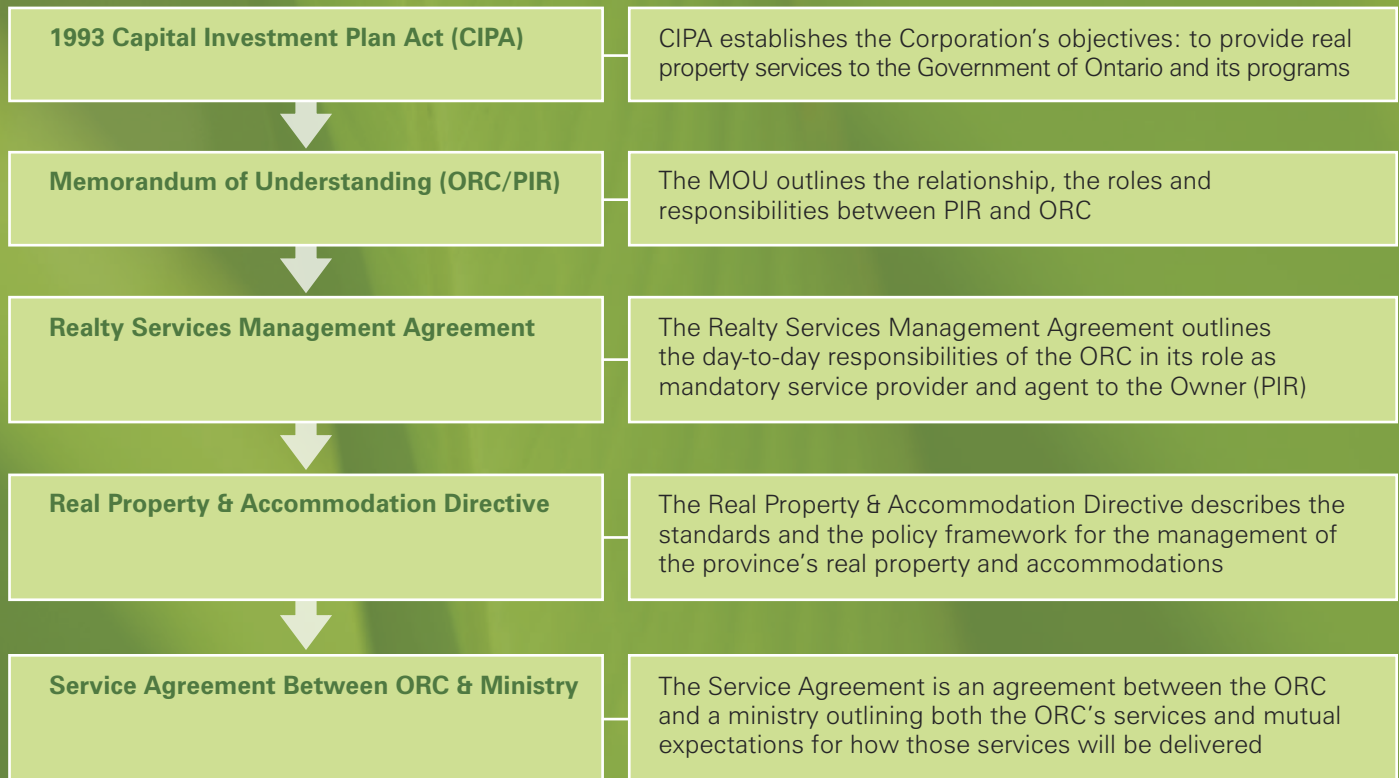 1993 Capital Investment Plan Act (CIPA)
CIPA establishes the Corporation’s objectives: to provide real
property services to the Government of Ontario and its programs
Memorandum of Understanding (ORC/PIR)
The MOU outlines the relationship, the roles and
responsibilities between PIR and ORC
Realty Services Management Agreement
The Realty Services Management Agreement outlines
the day-to-day responsibilities of the ORC in its role as
mandatory service provider and agent to the Owner (PIR)
Real Property & Accommodation Directive
The Real Property & Accommodation Directive describes the
standards and the policy framework for the management of
the province’s real property and accommodations
Service Agreement Between ORC & Ministry
The Service Agreement is an agreement between the ORC
and a ministry outlining both the ORC’s services and mutual
expectations for how those services will be delivered